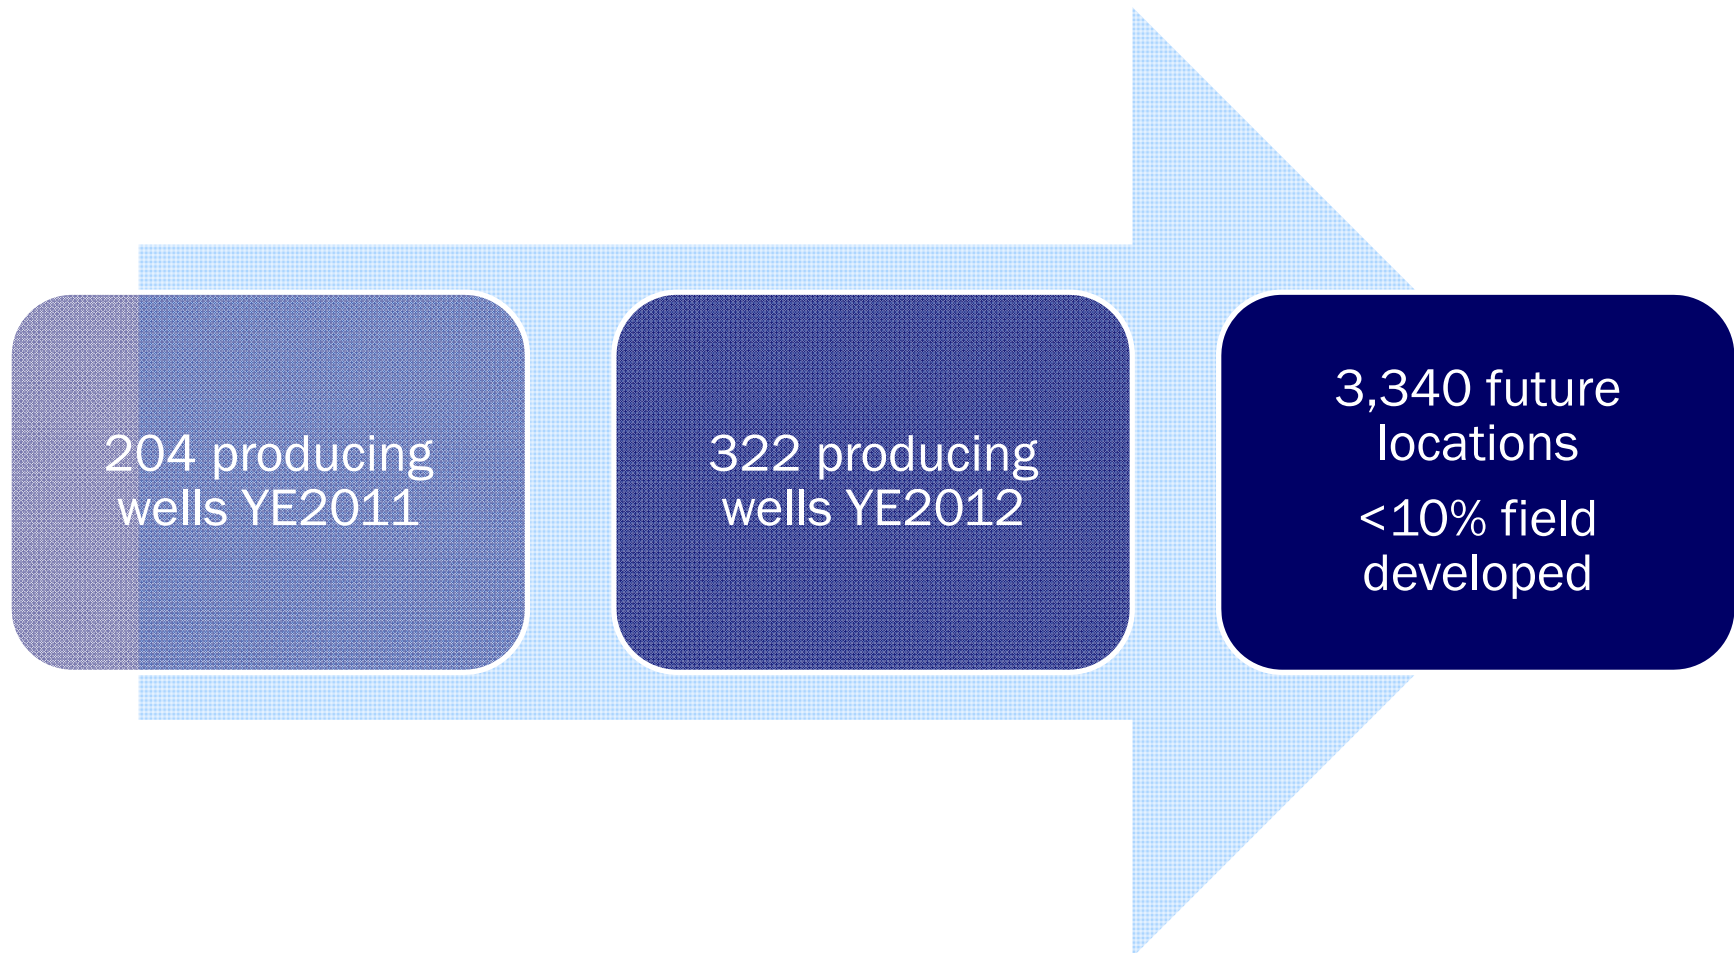 204 producing
wells YE2011
322 producing
wells YE2012
3,340 future
locations
<10% field
developed